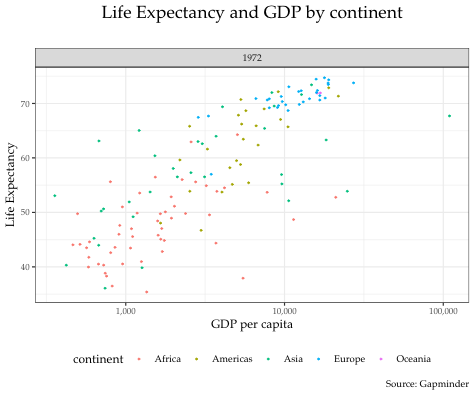 Life Expectancy and GDP by continent
1972
70
60
50
40
Life Expectancy
1,000 10,000 100,000
GDP per capita
continent Africa Americas Asia Europe Oceania
Source: Gapminder